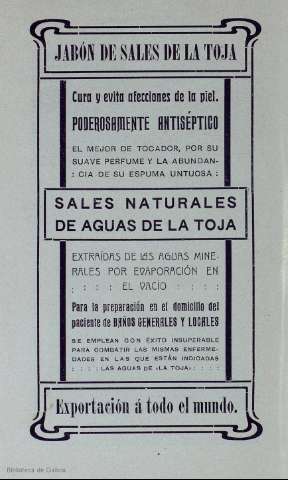 JABÓN DE SALES DE LA TOJA
Cura y evita afecciones de la piel.
PODEROSAMENTE ANTISÉPTICO
EL MEJOR DE TOCADOR, POR SU
SUAVE PERFUME Y LA ABUNDAN-
: CIA DE SU ESPUMA UNTUOSA :
SALES NATURALES
DE AGUAS DE LA TOJA
EXTRAÍDAS DE LAS AGUAS MINE-
RALES POR EVAPORACIÓN EN
: : : : EL VACIO : : : :
Para la preparación en el domicilio del
paciente de BAÑOS GENERALES Y LOCALES
SE EMPLEAN CON ÉXITO INSUPERABLE
PARA COMBATIR LAS MISMAS ENFERME-
DADES EN LAS QUE ESTÁN INDICADAS
: : : LAS AGUAS DE «LA TOJA» : : :
Exportación á todo el mundo.
Biblioteca de Galicia